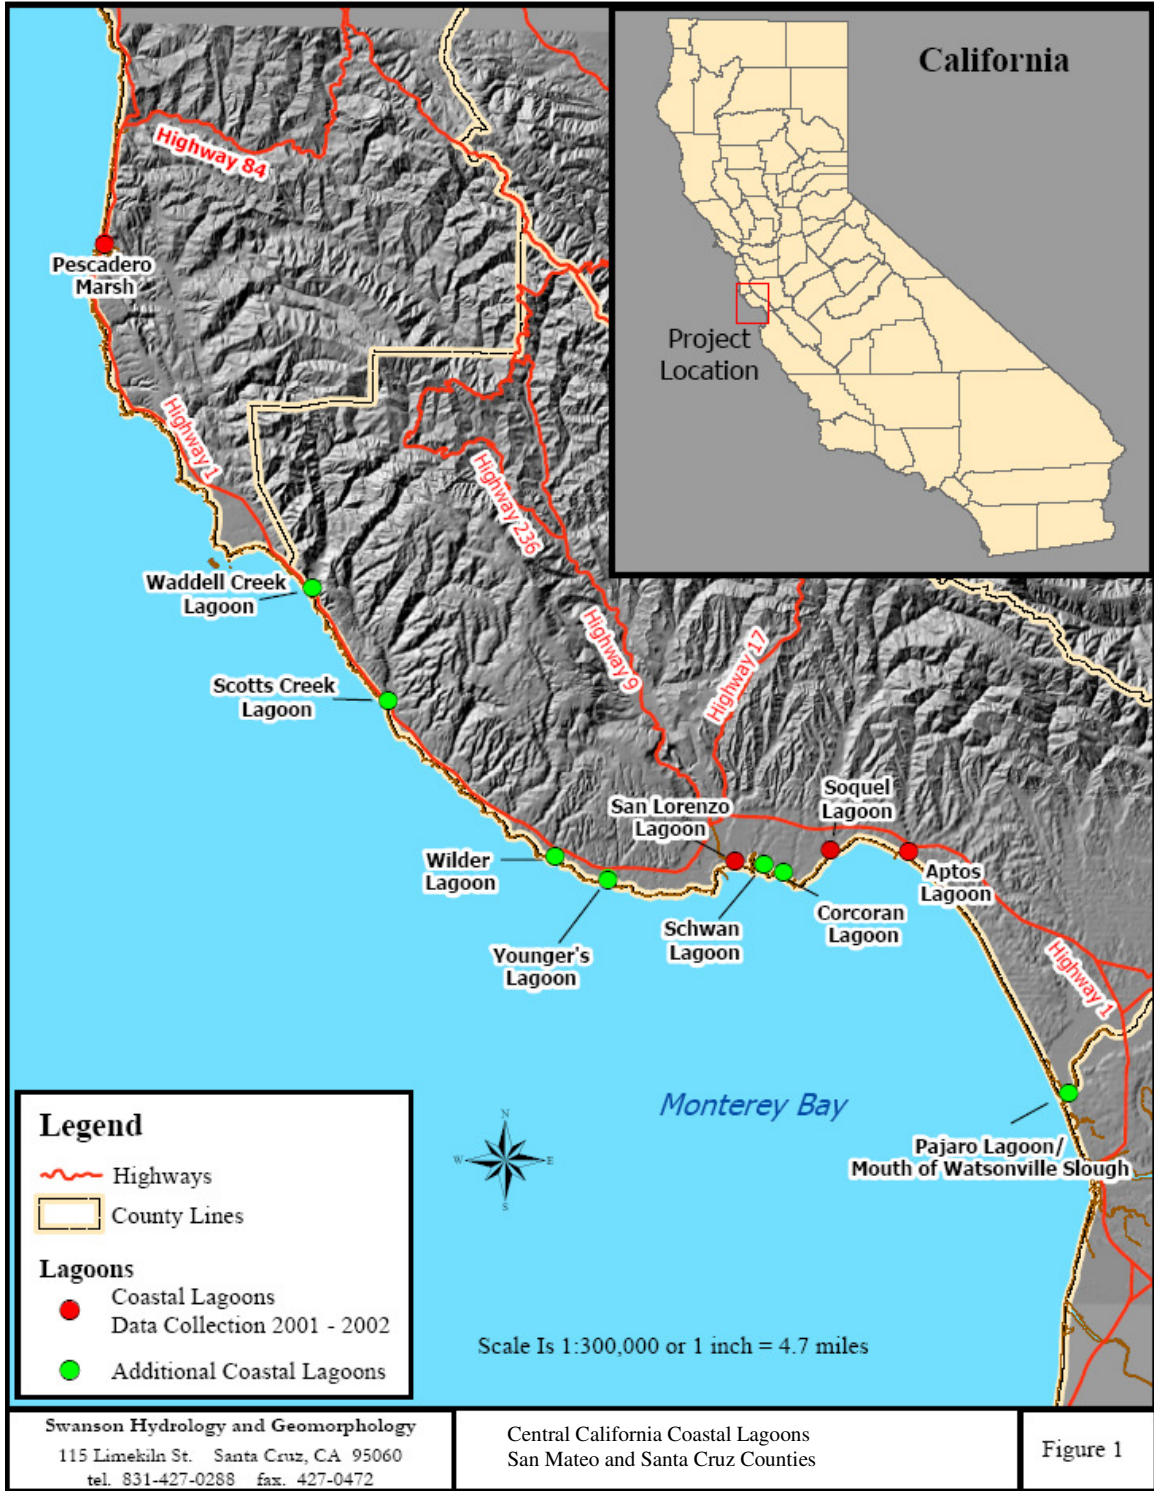 California
Project
Location
Highway 84
Pescadero
Marsh
Highway 1
Highway 236
Waddell Creek
Lagoon
Highway 9
Highway 17
Scotts Creek
Lagoon
San Lorenzo
Lagoon
Soquel
Lagoon
Wilder
Lagoon
Aptos
Lagoon
Schwan
Lagoon
Corcoran
Lagoon
Younger's
Lagoon
Highway 1
Monterey Bay
Pajaro Lagoon/
Mouth of Watsonville Slough
N
W
E
S
Legend
Highways
County Lines
Lagoons
Coastal Lagoons
Data Collection 2001 - 2002
Additional Coastal Lagoons
Scale Is 1:300,000 or 1 inch = 4.7 miles
Swanson Hydrology and Geomorphology
115 Limekiln St. Santa Cruz, CA 95060
tel. 831-427-0288 fax. 427-0472
Central California Coastal Lagoons
San Mateo and Santa Cruz Counties
Figure 1